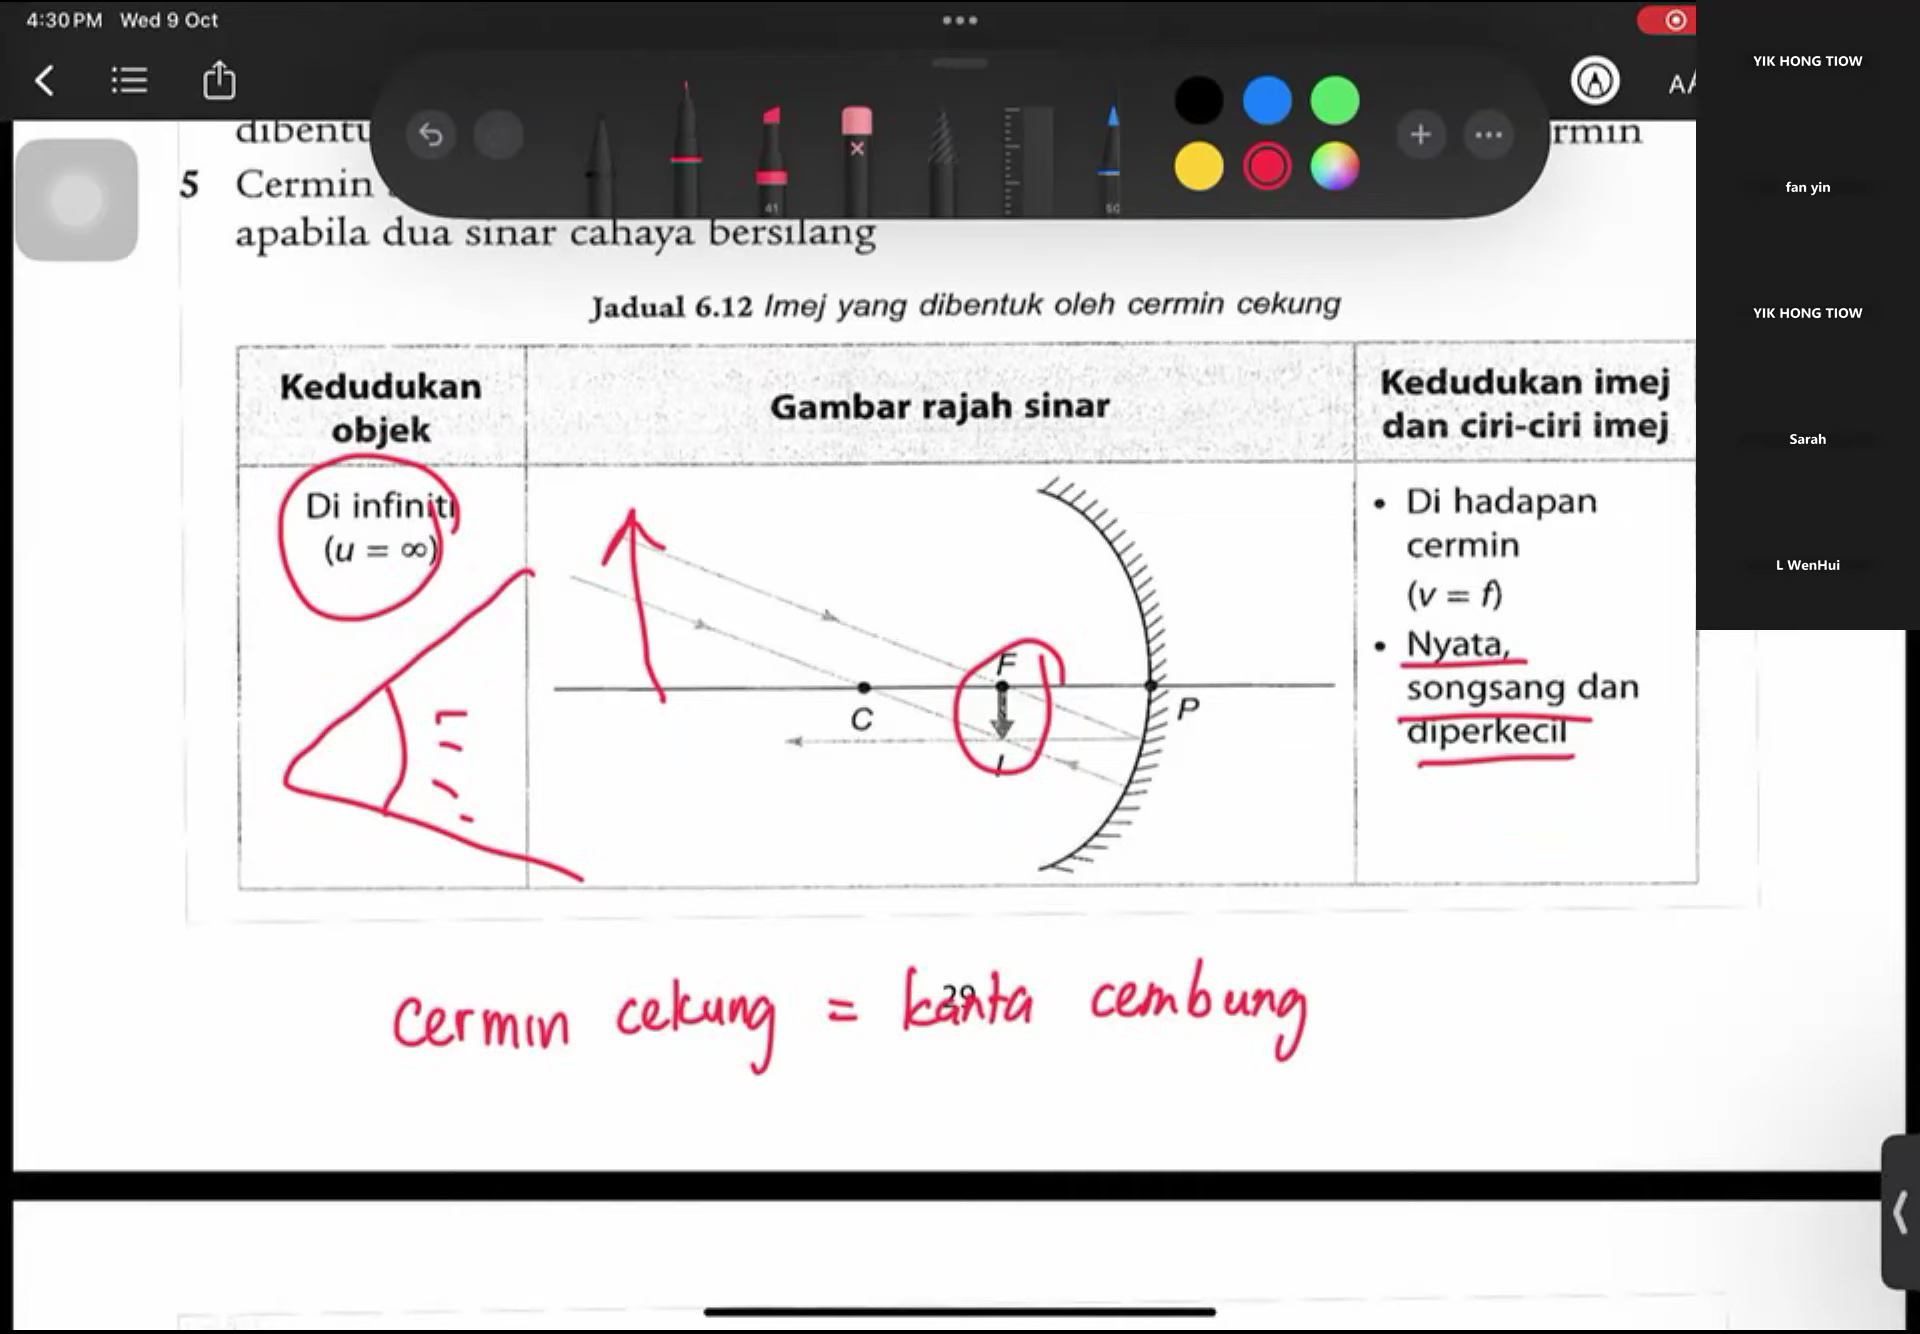 4:30 PM Wed 9 Oct
YIK HONG TIOW
fan yin
YIK HONG TIOW
Sarah
L WenHui
41
50
rmin
5 Cermin
apabila dua sinar cahaya bersilang
Jadual 6.12 Imej yang dibentuk oleh cermin cekung
Kedudukan objek
Gambar rajah sinar
Kedudukan imej
dan ciri-ciri imej
Di infiniti
(u = ∞)
F
C
P
I
• Di hadapan
cermin
(v = f)
• Nyata,
songsang dan
diperkecil
29
cermin cekung = kanta cembung